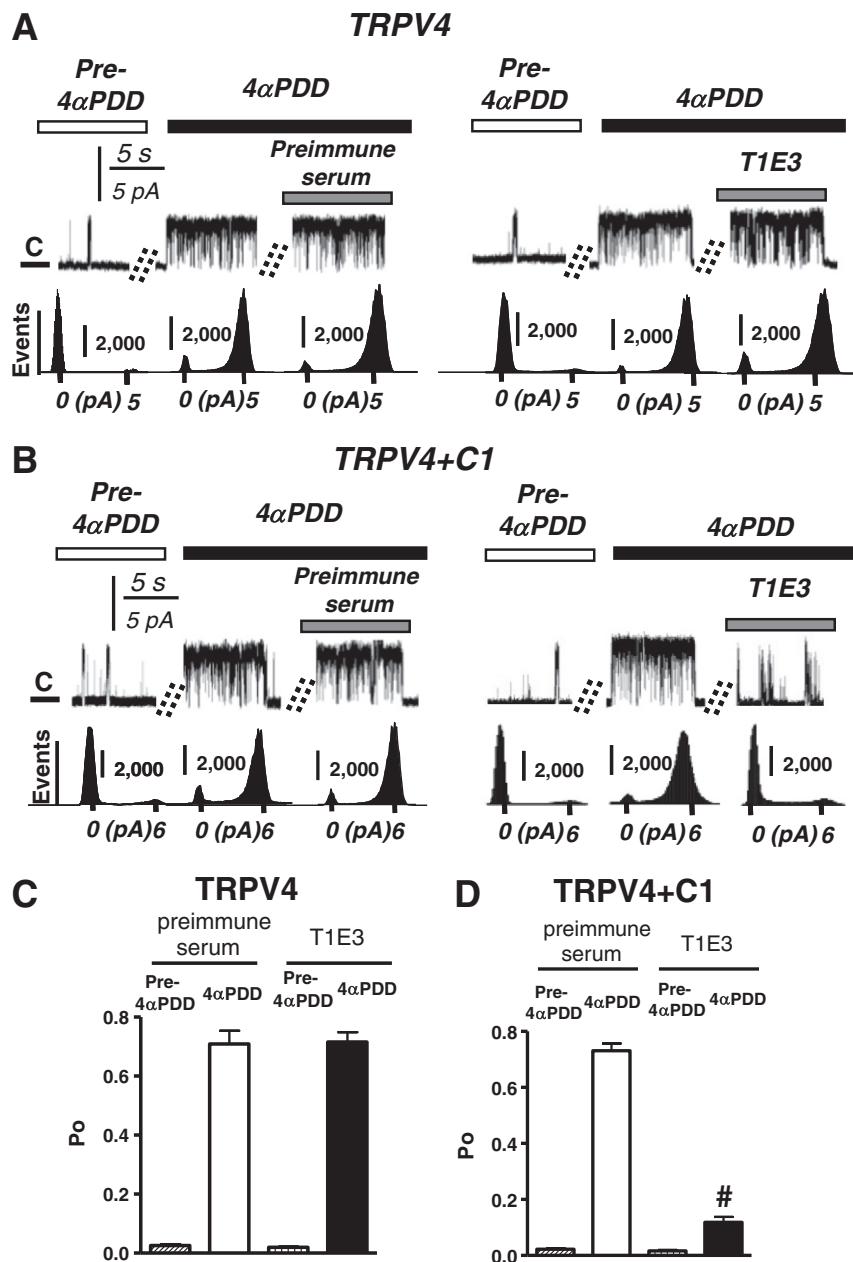 A
TRPV4
Pre-
4αPDD
4αPDD
Pre-
4αPDD
4αPDD
5 s
5 pA
Preimmune
serum
T1E3
C
Events
2,000
2,000
2,000
2,000
2,000
2,000
0 (pA) 5
0 (pA) 5
0 (pA) 5
0 (pA) 5
0 (pA) 5
0 (pA) 5
B
TRPV4+C1
Pre-
4αPDD
4αPDD
Pre-
4αPDD
4αPDD
5 s
5 pA
Preimmune
serum
T1E3
C
Events
2,000
2,000
2,000
2,000
2,000
2,000
0 (pA) 6
0 (pA) 6
0 (pA) 6
0 (pA) 6
0 (pA) 6
0 (pA) 6
C
TRPV4
preimmune
serum
T1E3
Pre-
4αPDD
4αPDD
Pre-
4αPDD
4αPDD
0.8
0.6
0.4
0.2
0.0
Po
D
TRPV4+C1
preimmune
serum
T1E3
Pre-
4αPDD
4αPDD
Pre-
4αPDD
4αPDD
0.8
0.6
0.4
0.2
0.0
Po
#